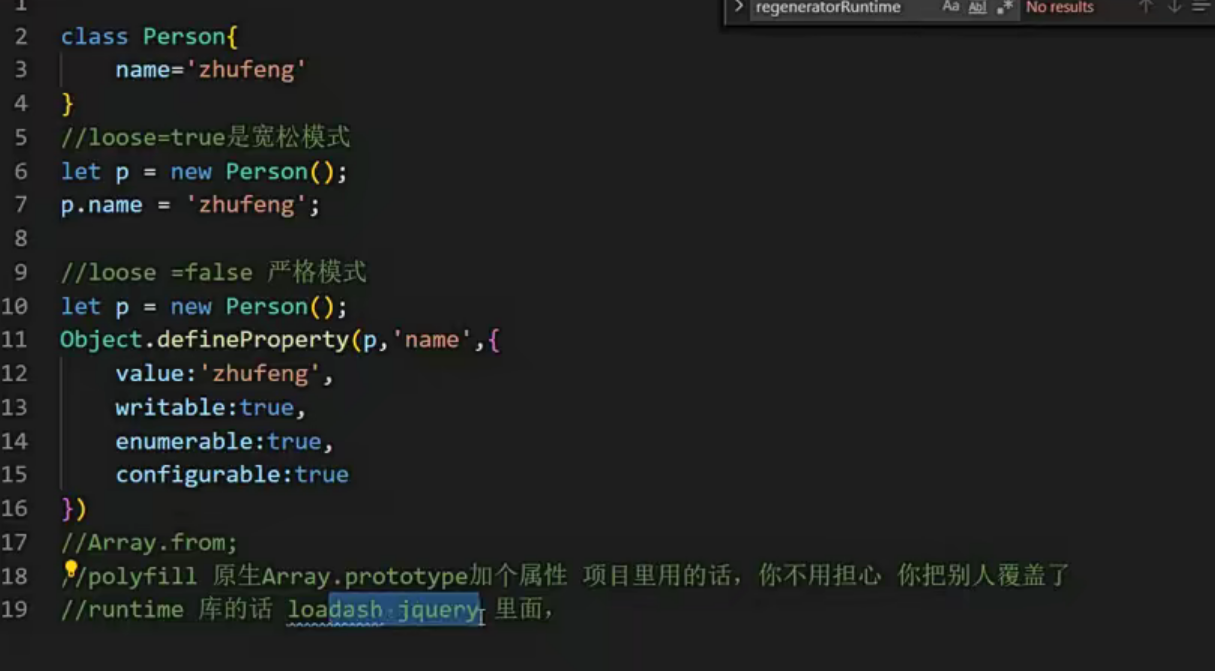 regeneratorRuntime Aa Abl .* No results
1
2 class Person{
3 name='zhufeng'
4 }
5 //loose=true是宽松模式
6 let p = new Person();
7 p.name = 'zhufeng';
8
9 //loose =false 严格模式
10 let p = new Person();
11 Object.defineProperty(p,'name',{
12 value:'zhufeng',
13 writable:true,
14 enumerable:true,
15 configurable:true
16 })
17 //Array.from;
18 //polyfill 原生Array.prototype加个属性 项目里用的话，你不用担心 你把别人覆盖了
19 //runtime 库的话 loadash jquery 里面，